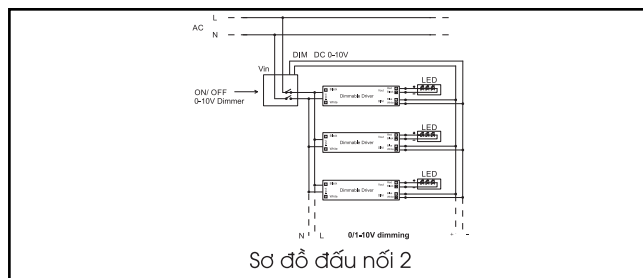 L
AC
N
DIM DC 0-10V
Vin
ON/ OFF
0-10V Dimmer
LED
Dimmable Driver
LED
Dimmable Driver
LED
Dimmable Driver
N L 0/1-10V dimming + -
Sơ đồ đấu nối 2